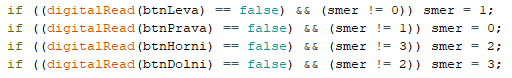 if ((digitalRead(btnLeva) == false) && (smer != 0)) smer = 1;
if ((digitalRead(btnPrava) == false) && (smer != 1)) smer = 0;
if ((digitalRead(btnHorni) == false) && (smer != 3)) smer = 2;
if ((digitalRead(btnDolni) == false) && (smer != 2)) smer = 3;